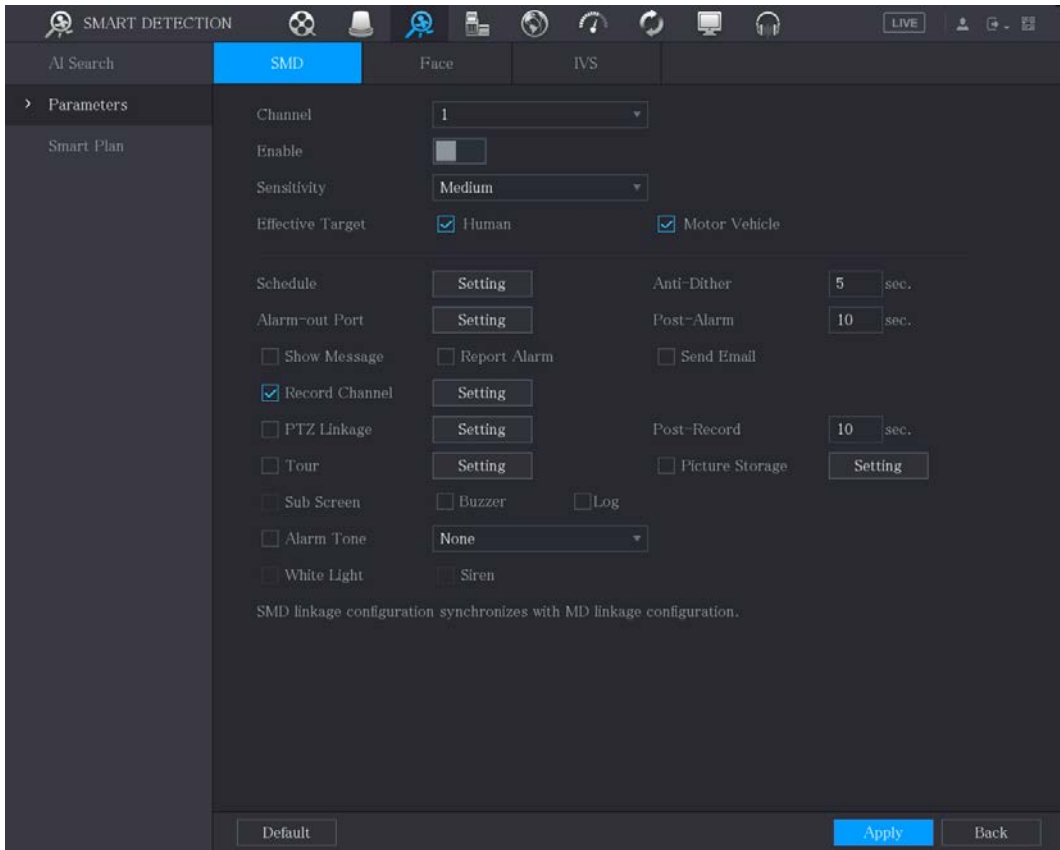 SMART DETECTION
LIVE
AI Search
SMD Face IVS
Parameters
Smart Plan
Channel 1
Enable
Sensitivity Medium
Effective Target Human Motor Vehicle
Schedule Setting Anti-Dither 5 sec.
Alarm-out Port Setting Post-Alarm 10 sec.
Show Message Report Alarm Send Email
Record Channel Setting
PTZ Linkage Setting Post-Record 10 sec.
Tour Setting Picture Storage Setting
Sub Screen Buzzer Log
Alarm Tone None
White Light Siren
SMD linkage configuration synchronizes with MD linkage configuration.
Default Apply Back